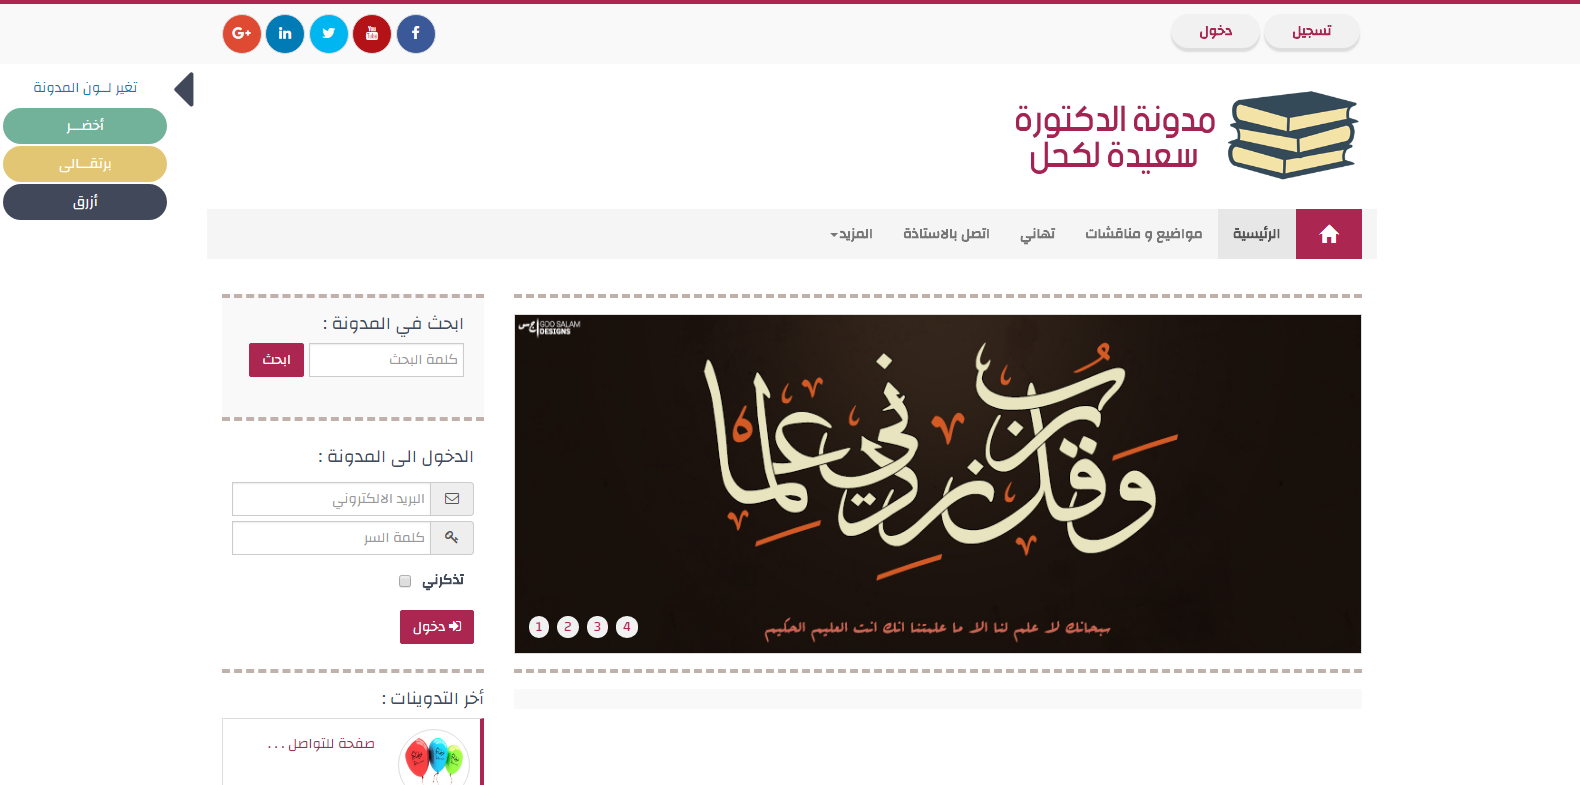 تسجيل
دخول
مدونة الدكتورة
سعيدة لكحل
تغير لــون المدونة
أخضـــر
برتقـــالى
أزرق
الرئيسية
مواضيع و مناقشات
تهاني
اتصل بالاستاذة
المزيد
GOO SALAM
DESIGNS
وقل رب زدني علما
سبحانك لا علم لنا الا ما علمتنا انك انت العليم الحكيم
1 2 3 4
ابحث في المدونة :
كلمة البحث
ابحث
الدخول الى المدونة :
البريد الالكتروني
كلمة السر
تذكرني
دخول
أخر التدوينات :
صفحة للتواصل . . .